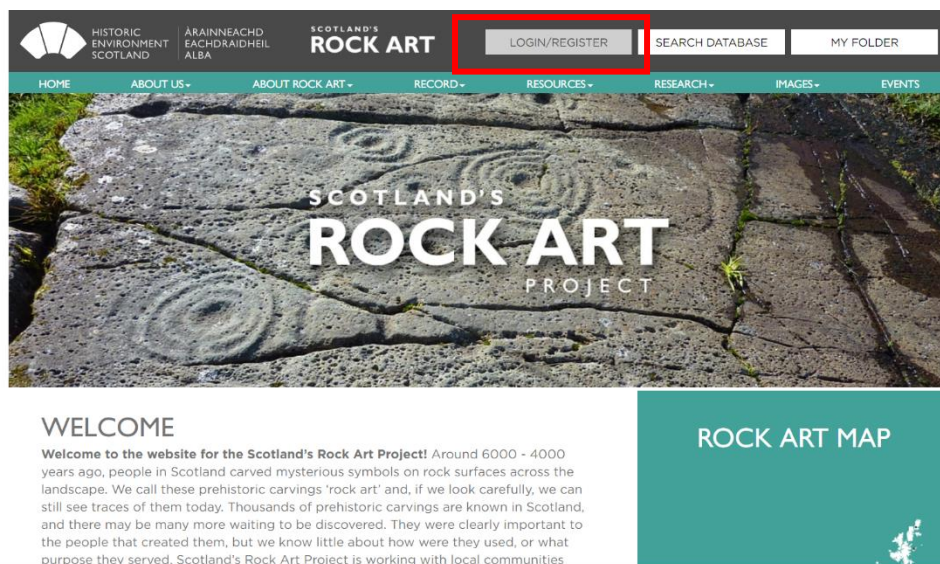 HISTORIC
ENVIRONMENT
SCOTLAND
ÀRAINNEACHD
EACHDRAIDHEIL
ALBA
SCOTLAND'S
ROCK ART
LOGIN/REGISTER
SEARCH DATABASE
MY FOLDER
HOME
ABOUT US
ABOUT ROCK ART
RECORD
RESOURCES
RESEARCH
IMAGES
EVENTS
SCOTLAND'S
ROCK ART
PROJECT
WELCOME
Welcome to the website for the Scotland's Rock Art Project! Around 6000 - 4000
years ago, people in Scotland carved mysterious symbols on rock surfaces across the
landscape. We call these prehistoric carvings 'rock art' and, if we look carefully, we can
still see traces of them today. Thousands of prehistoric carvings are known in Scotland,
and there may be many more waiting to be discovered. They were clearly important to
the people that created them, but we know little about how were they used, or what
purpose they served. Scotland's Rock Art Project is working with local communities
ROCK ART MAP